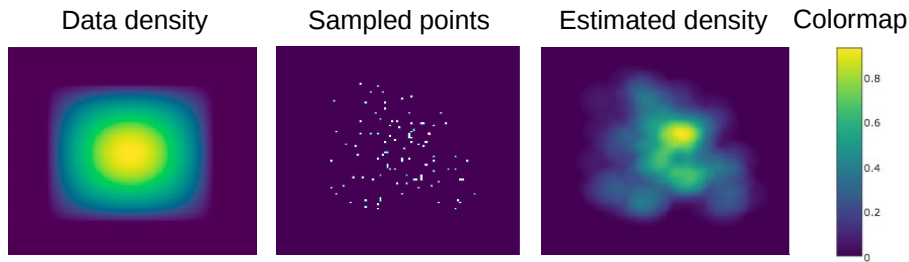 Data density
Sampled points
Estimated density
Colormap
0.8
0.6
0.4
0.2
0